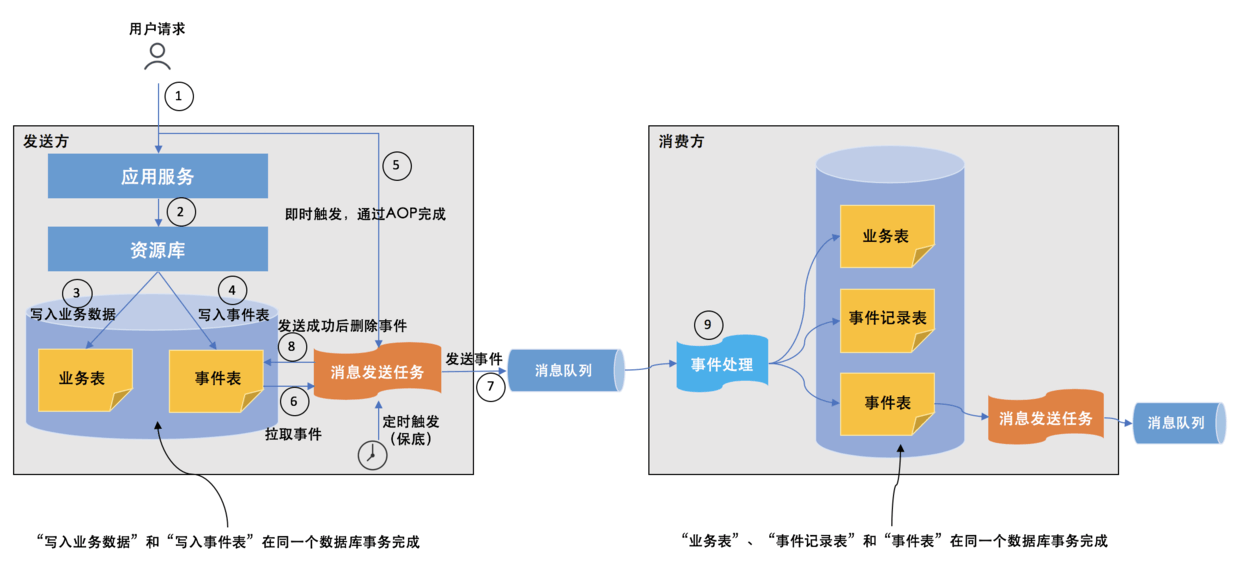 用户请求
1
发送方
应用服务
2
5
即时触发，通过AOP完成
资源库
3
4
写入业务数据
写入事件表
发送成功后删除事件
8
业务表
事件表
消息发送任务
发送事件
7
消息队列
6
拉取事件
定时触发
（保底）
“写入业务数据”和“写入事件表”在同一个数据库事务完成
消费方
9
事件处理
业务表
事件记录表
事件表
消息发送任务
消息队列
“业务表”、“事件记录表”和“事件表”在同一个数据库事务完成